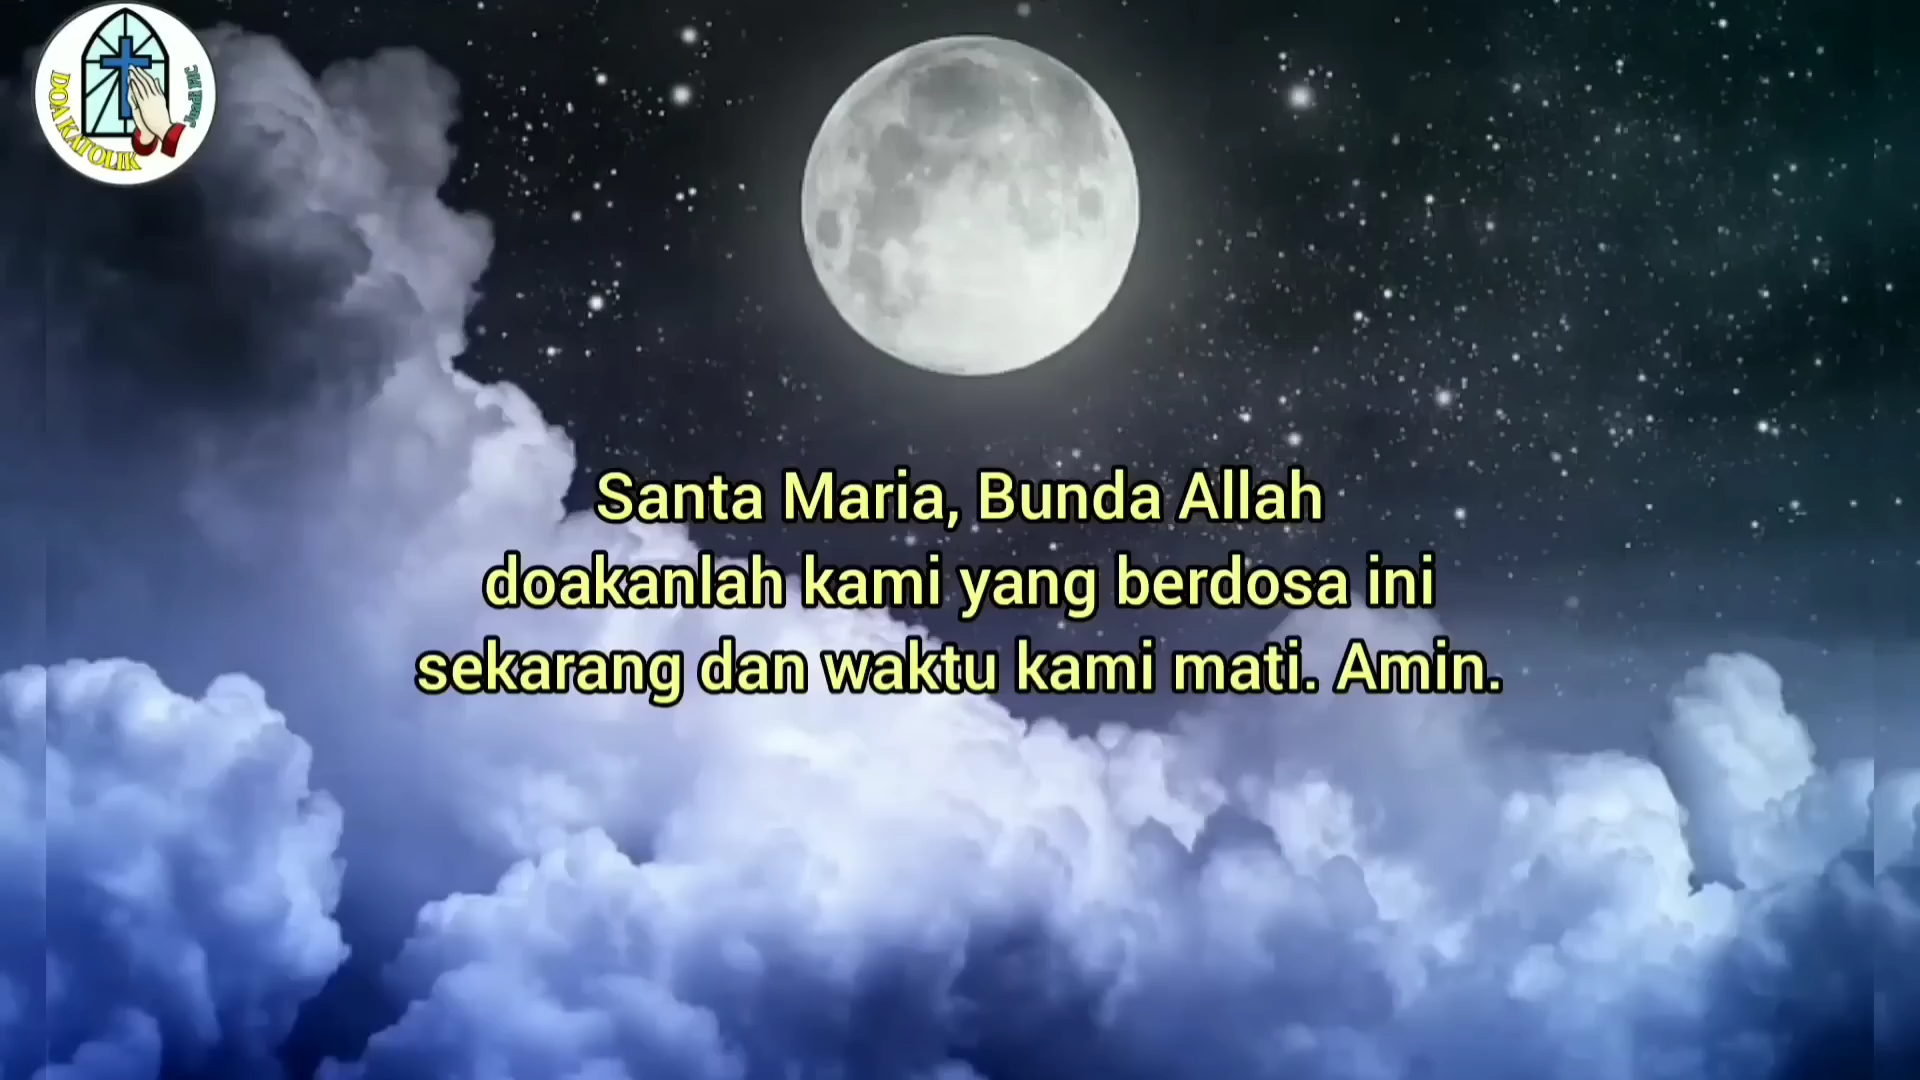 DOA KATOLIK
Santa Maria, Bunda Allah
doakanlah kami yang berdosa ini
sekarang dan waktu kami mati. Amin.